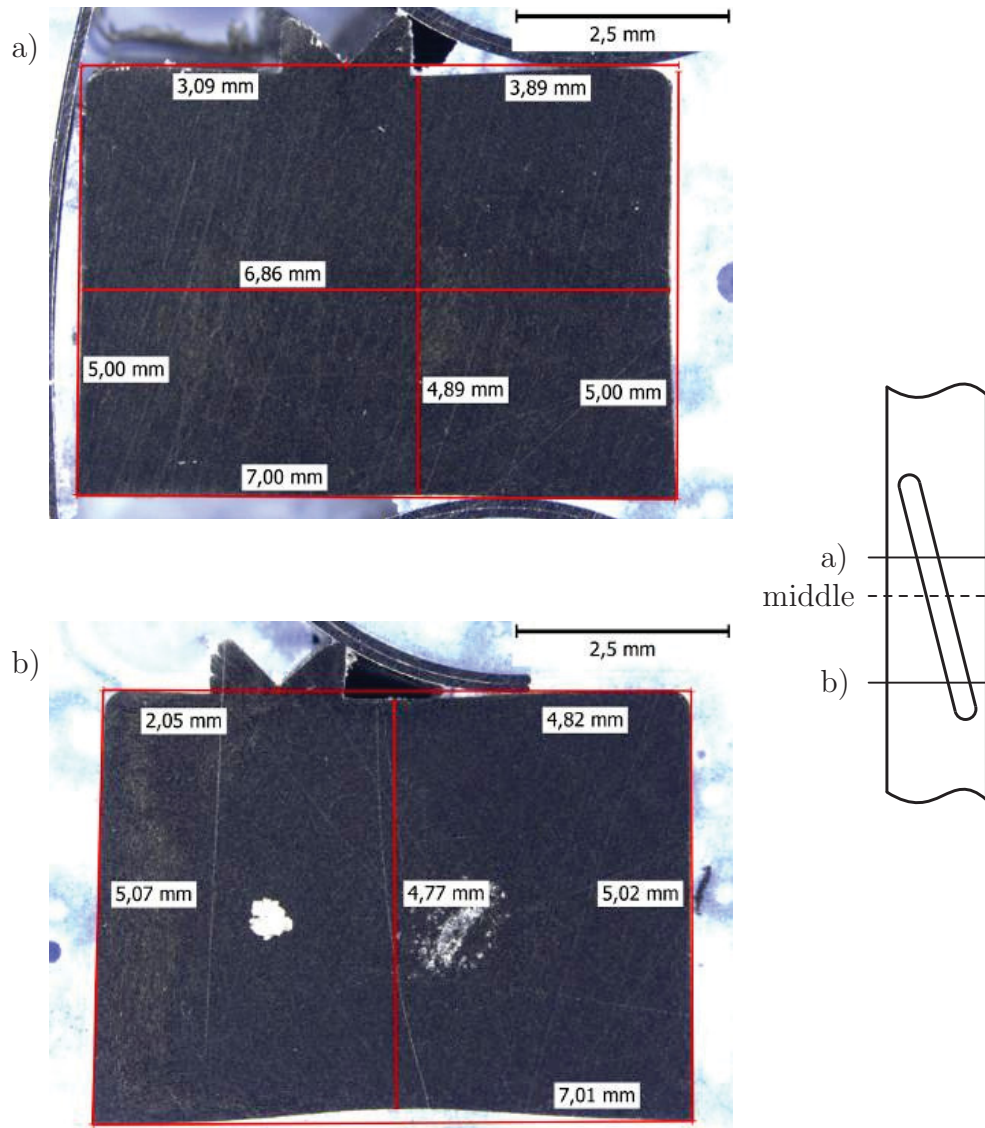 a)
2,5 mm
3,09 mm
3,89 mm
6,86 mm
5,00 mm
4,89 mm
5,00 mm
7,00 mm
a)
middle
b)
b)
2,5 mm
2,05 mm
4,82 mm
5,07 mm
4,77 mm
5,02 mm
7,01 mm